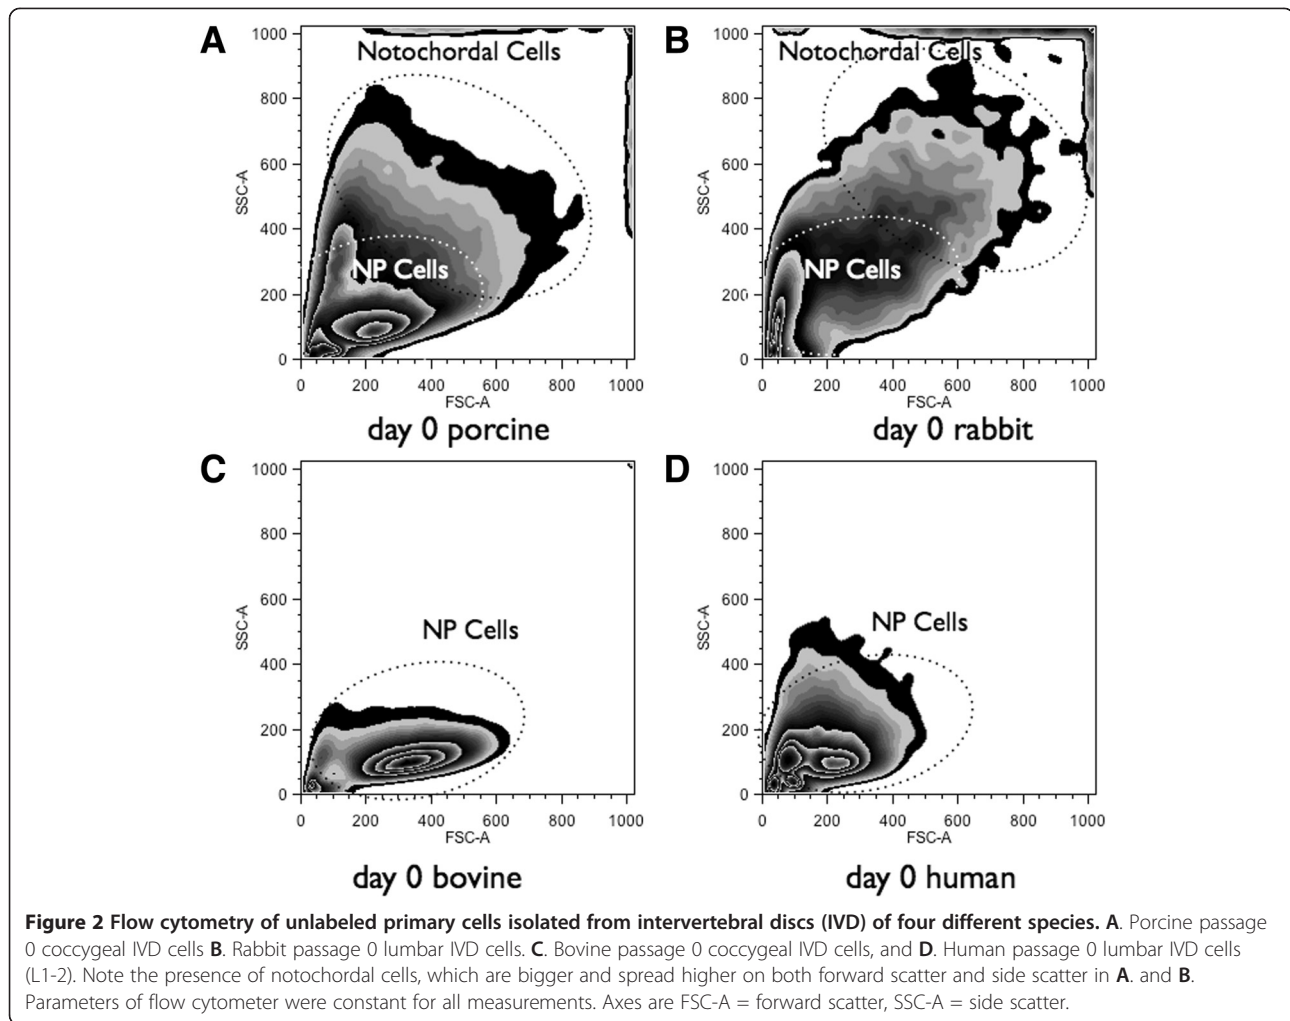 A
B
Notochordal Cells
Notochordal Cells
1000
800
600
400
200
0
SSC-A
NP Cells
0 200 400 600 800 1000
FSC-A
day 0 porcine
1000
800
600
400
200
0
SSC-A
NP Cells
0 200 400 600 800 1000
FSC-A
day 0 rabbit
C
D
1000
800
600
400
200
0
SSC-A
NP Cells
0 200 400 600 800 1000
FSC-A
day 0 bovine
1000
800
600
400
200
0
SSC-A
NP Cells
0 200 400 600 800 1000
FSC-A
day 0 human
Figure 2 Flow cytometry of unlabeled primary cells isolated from intervertebral discs (IVD) of four different species. A. Porcine passage
0 coccygeal IVD cells B. Rabbit passage 0 lumbar IVD cells. C. Bovine passage 0 coccygeal IVD cells, and D. Human passage 0 lumbar IVD cells
(L1-2). Note the presence of notochordal cells, which are bigger and spread higher on both forward scatter and side scatter in A. and B.
Parameters of flow cytometer were constant for all measurements. Axes are FSC-A = forward scatter, SSC-A = side scatter.